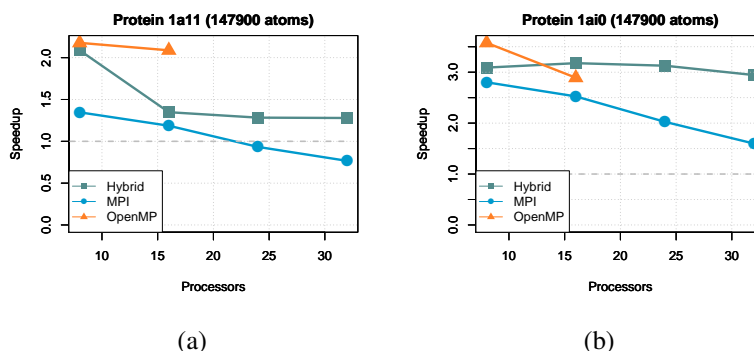 Protein 1a11 (147900 atoms)
Speedup
2.0
1.5
1.0
0.5
0.0
Hybrid
MPI
OpenMP
10 15 20 25 30
Processors
(a)
Protein 1ai0 (147900 atoms)
Speedup
3.0
2.0
1.0
0.0
Hybrid
MPI
OpenMP
10 15 20 25 30
Processors
(b)